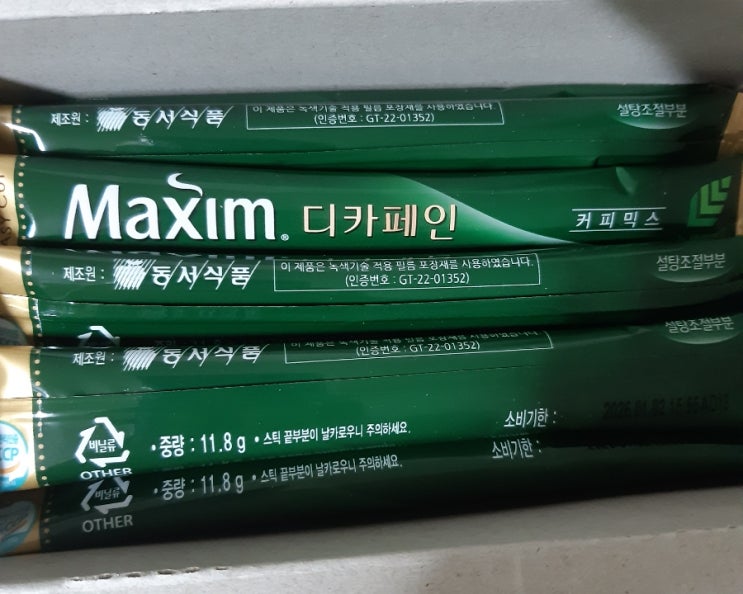 제조원 : 동서식품
이 제품은 녹색기술 적용 필름 포장재를 사용하였습니다.
(인증번호 : GT-22-01352)
설탕조절부분
Maxim® 디카페인
커피믹스
제조원 : 동서식품
이 제품은 녹색기술 적용 필름 포장재를 사용하였습니다.
(인증번호 : GT-22-01352)
설탕조절부분
제조원 : 동서식품
(인증번호 : GT-22-01352)
설탕조절부분
비닐류
OTHER
• 중량 : 11.8 g • 스틱 끝부분이 날카로우니 주의하세요.
소비기한 :
비닐류
OTHER
• 중량 : 11.8 g • 스틱 끝부분이 날카로우니 주의하세요.
소비기한 :